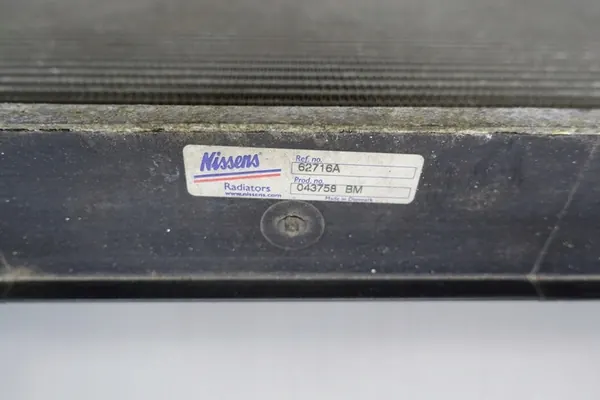 Nissens
Radiators
www.nissens.com
Ref. no.
62716A
Prod. no.
043758 BM
Made in Denmark